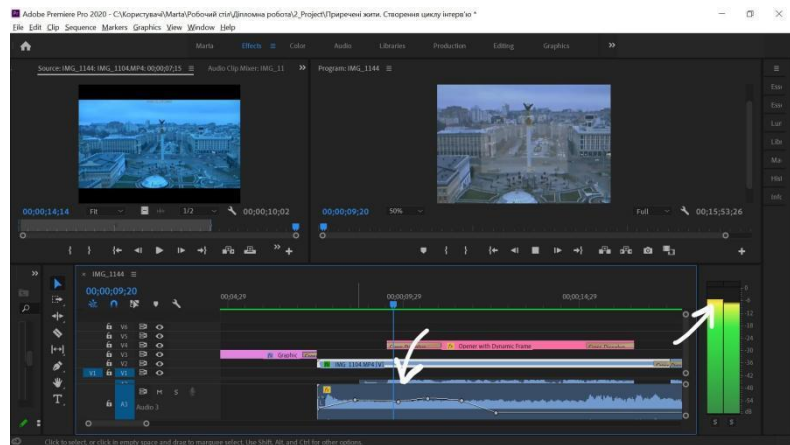 Adobe Premiere Pro 2020 - C:\Користувачі\Marta\Робочий стіл\Дипломна робота\2_Project\Приречені жити. Створення циклу інтерв'ю *
File Edit Clip Sequence Markers Graphics View Window Help
Marta Effects Color Audio Libraries Production Editing Graphics
Source: IMG_1144: IMG_1104.MP4: 00;00;07;15 Audio Clip Mixer: IMG_11 Program: IMG_1144
00;00;14;14 Fit 1/2 00;00;10;02 00;00;09;20 50% Full 00;15;53;26
IMG_1144
00;00;09;20
00;04;29 00;00;09;29 00;00;14;29
V6
V5
V4 Opener with Dynamic Frame
V3 Graphic
V2 IMG_1104.MP4 [V]
V1 V1
M S
A3 Audio 3
S S
Click to select, or click in empty space and drag to marquee select. Use Shift, Alt, and Ctrl for other options.